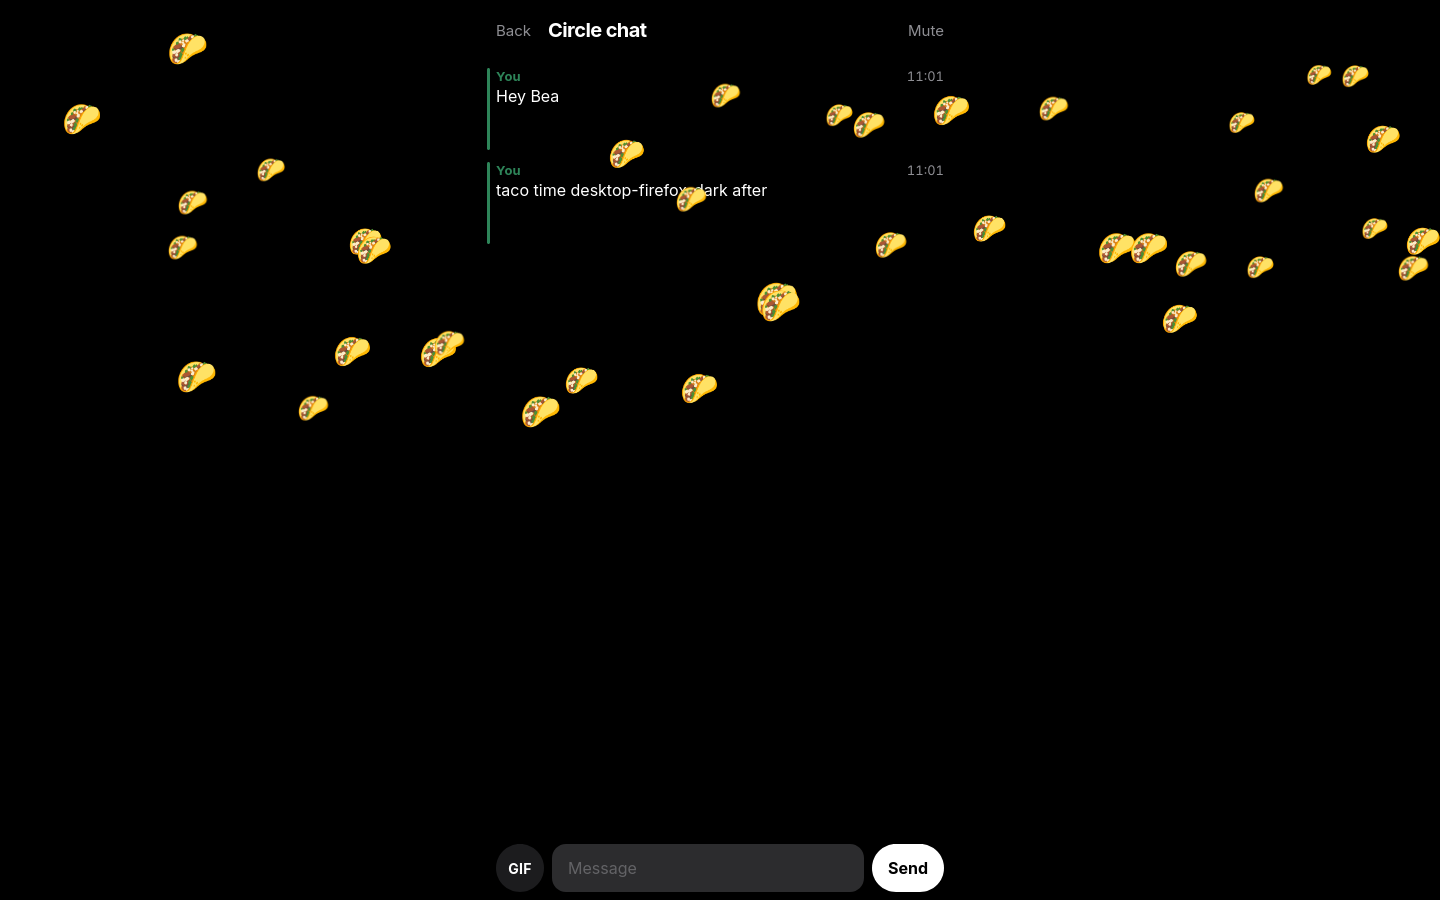 Back Circle chat Mute
You 11:01
Hey Bea
You 11:01
taco time desktop-firefox-dark after
GIF Message Send